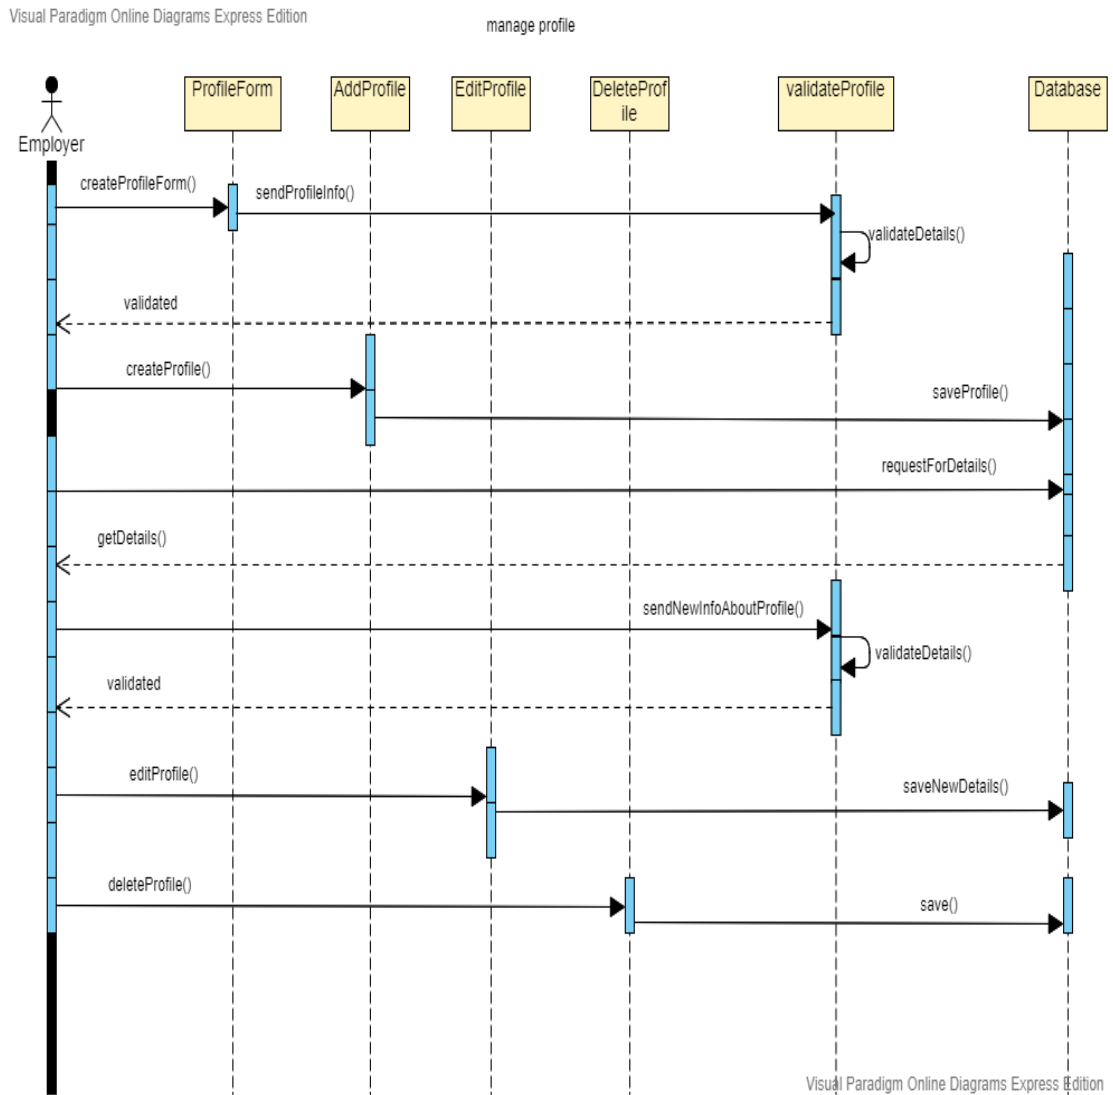 Visual Paradigm Online Diagrams Express Edition
manage profile
ProfileForm
AddProfile
EditProfile
DeleteProf
ile
validateProfile
Database
Employer
createProfileForm()
sendProfileInfo()
validateDetails()
validated
createProfile()
saveProfile()
requestForDetails()
getDetails()
sendNewInfoAboutProfile()
validateDetails()
validated
editProfile()
saveNewDetails()
deleteProfile()
save()
Visual Paradigm Online Diagrams Express Edition